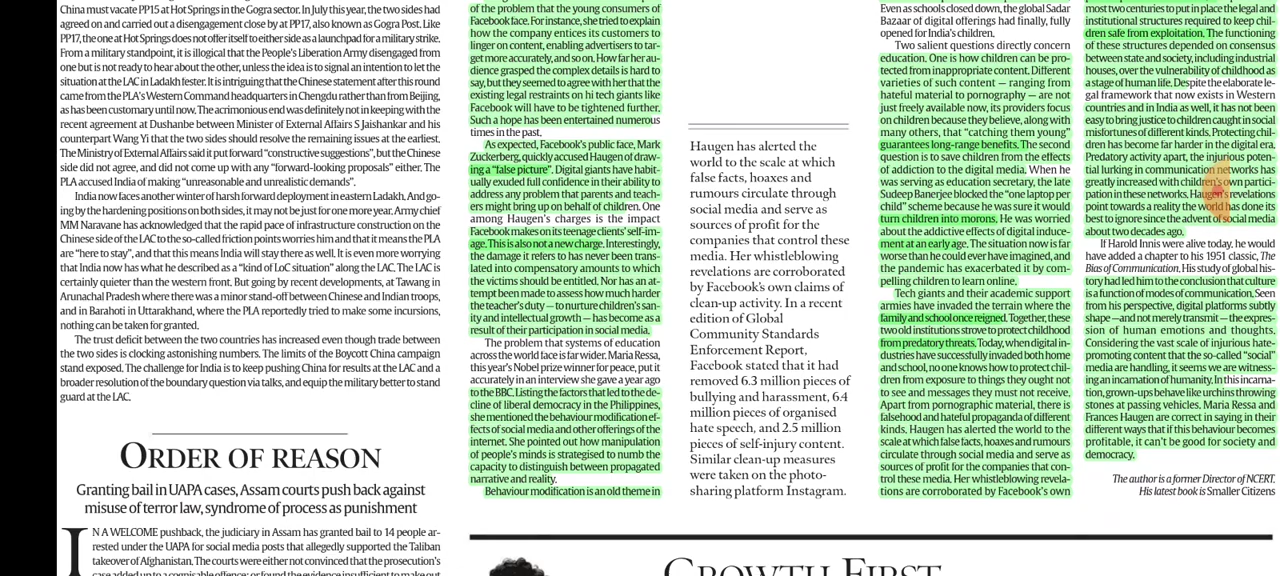 China must vacate PP15 at Hot Springs in the Gogra sector. In July this year, the two sides had
agreed on and carried out a disengagement close by at PP17, also known as Gogra Post. Like
PP17, the one at Hot Springs does not offer itself to either side as a launchpad for a military strike.
From a military standpoint, it is illogical that the People's Liberation Army disengaged from
one but is not ready to hear about the other, unless the idea is to signal an intention to let the
situation at the LAC in Ladakh fester. It is intriguing that the Chinese statement after this round
came from the PLA's Western Command headquarters in Chengdu rather than from Beijing,
as has been customary until now. The acrimonious end was definitely not in keeping with the
recent agreement at Dushanbe between Minister of External Affairs S Jaishankar and his
counterpart Wang Yi that the two sides should resolve the remaining issues at the earliest.
The Ministry of External Affairs said it put forward "constructive suggestions", but the Chinese
side did not agree, and did not come up with any "forward-looking proposals" either. The
PLA accused India of making "unreasonable and unrealistic demands".
India now faces another winter of harsh forward deployment in eastern Ladakh. And go-
ing by the hardening positions on both sides, it may not be just for one more year. Army chief
MM Naravane has acknowledged that the rapid pace of infrastructure construction on the
Chinese side of the LAC to the so-called friction points worries him and that it means the PLA
are "here to stay", and that this means India will stay there as well. It is even more worrying
that India now has what he described as a "kind of LoC situation" along the LAC. The LAC is
certainly quieter than the western front. But going by recent developments, at Tawang in
Arunachal Pradesh where there was a minor stand-off between Chinese and Indian troops,
and in Barahoti in Uttarakhand, where the PLA reportedly tried to make some incursions,
nothing can be taken for granted.
The trust deficit between the two countries has increased even though trade between
the two sides is clocking astonishing numbers. The limits of the Boycott China campaign
stand exposed. The challenge for India is to keep pushing China for results at the LAC and a
broader resolution of the boundary question via talks, and equip the military better to stand
guard at the LAC.
ORDER OF REASON
Granting bail in UAPA cases, Assam courts push back against
misuse of terror law, syndrome of process as punishment
IN A WELCOME pushback, the judiciary in Assam has granted bail to 14 people ar-
rested under the UAPA for social media posts that allegedly supported the Taliban
takeover of Afghanistan. The courts were either not convinced that the prosecution's
case added up to a cognisable offence; or found the evidence insufficient to make out
of the problem that the young consumers of
Facebook face. For instance, she tried to explain
how the company entices its customers to
linger on content, enabling advertisers to tar-
get more accurately, and so on. How far her au-
dience grasped the complex details is hard to
say, but they seemed to agree with her that the
existing legal restraints on hi tech giants like
Facebook will have to be tightened further.
Such a hope has been entertained numerous
times in the past.
As expected, Facebook's public face, Mark
Zuckerberg, quickly accused Haugen of draw-
ing a "false picture". Digital giants have habit-
ually exuded full confidence in their ability to
address any problem that parents and teach-
ers might bring up on behalf of children. One
among Haugen's charges is the impact
Facebook makes on its teenage clients' self-im-
age. This is also not a new charge. Interestingly,
the damage it refers to has never been trans-
lated into compensatory amounts to which
the victims should be entitled. Nor has an at-
tempt been made to assess how much harder
the teacher's duty — to nurture children's san-
ity and intellectual growth — has become as a
result of their participation in social media.
The problem that systems of education
across the world face is far wider. Maria Ressa,
this year's Nobel prize winner for peace, put it
accurately in an interview she gave a year ago
to the BBC. Listing the factors that led to the de-
cline of liberal democracy in the Philippines,
she mentioned the behaviour modification ef-
fects of social media and other offerings of the
internet. She pointed out how manipulation
of people's minds is strategised to numb the
capacity to distinguish between propagated
narrative and reality.
Behaviour modification is an old theme in
Haugen has alerted the
world to the scale at which
false facts, hoaxes and
rumours circulate through
social media and serve as
sources of profit for the
companies that control these
media. Her whistleblowing
revelations are corroborated
by Facebook's own claims of
clean-up activity. In a recent
edition of Global
Community Standards
Enforcement Report,
Facebook stated that it had
removed 6.3 million pieces of
bullying and harassment, 6.4
million pieces of organised
hate speech, and 2.5 million
pieces of self-injury content.
Similar clean-up measures
were taken on the photo-
sharing platform Instagram.
Even as schools closed down, the global Sadar
Bazaar of digital offerings had finally, fully
opened for India's children.
Two salient questions directly concern
education. One is how children can be pro-
tected from inappropriate content. Different
varieties of such content — ranging from
hateful material to pornography — are not
just freely available now, its providers focus
on children because they believe, along with
many others, that "catching them young"
guarantees long-range benefits. The second
question is to save children from the effects
of addiction to the digital media. When he
was serving as education secretary, the late
Sudeep Banerjee blocked the "one laptop per
child" scheme because he was sure it would
turn children into morons. He was worried
about the addictive effects of digital induce-
ment at an early age. The situation now is far
worse than he could ever have imagined, and
the pandemic has exacerbated it by com-
pelling children to learn online.
Tech giants and their academic support
armies have invaded the terrain where the
family and school once reigned. Together, these
two old institutions strove to protect childhood
from predatory threats. Today, when digital in-
dustries have successfully invaded both home
and school, no one knows how to protect chil-
dren from exposure to things they ought not
to see and messages they must not receive.
Apart from pornographic material, there is
falsehood and hateful propaganda of different
kinds. Haugen has alerted the world to the
scale at which false facts, hoaxes and rumours
circulate through social media and serve as
sources of profit for the companies that con-
trol these media. Her whistleblowing revela-
tions are corroborated by Facebook's own
most two centuries to put in place the legal and
institutional structures required to keep chil-
dren safe from exploitation. The functioning
of these structures depended on consensus
between state and society, including industrial
houses, over the vulnerability of childhood as
a stage of human life. Despite the elaborate le-
gal framework that now exists in Western
countries and in India as well, it has not been
easy to bring justice to children caught in social
misfortunes of different kinds. Protecting chil-
dren has become far harder in the digital era.
Predatory activity apart, the injurious poten-
tial lurking in communication networks has
greatly increased with children's own partici-
pation in these networks. Haugen's revelations
point towards a reality the world has done its
best to ignore since the advent of social media
about two decades ago.
If Harold Innis were alive today, he would
have added a chapter to his 1951 classic, The
Bias of Communication. His study of global his-
tory had led him to the conclusion that culture
is a function of modes of communication. Seen
from his perspective, digital platforms subtly
shape — and not merely transmit — the expres-
sion of human emotions and thoughts.
Considering the vast scale of injurious hate-
promoting content that the so-called "social"
media are handling, it seems we are witness-
ing an incarnation of humanity. In this incarna-
tion, grown-ups behave like urchins throwing
stones at passing vehicles. Maria Ressa and
Frances Haugen are correct in saying in their
different ways that if this behaviour becomes
profitable, it can't be good for society and
democracy.
The author is a former Director of NCERT.
His latest book is Smaller Citizens
GROWTH FIRST